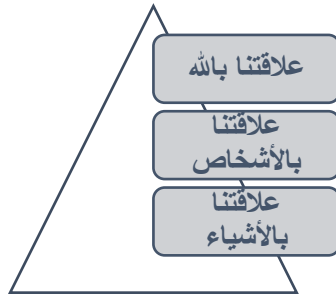 علاقتنا بالله
علاقتنا
بالأشخاص
علاقتنا
بالأشياء